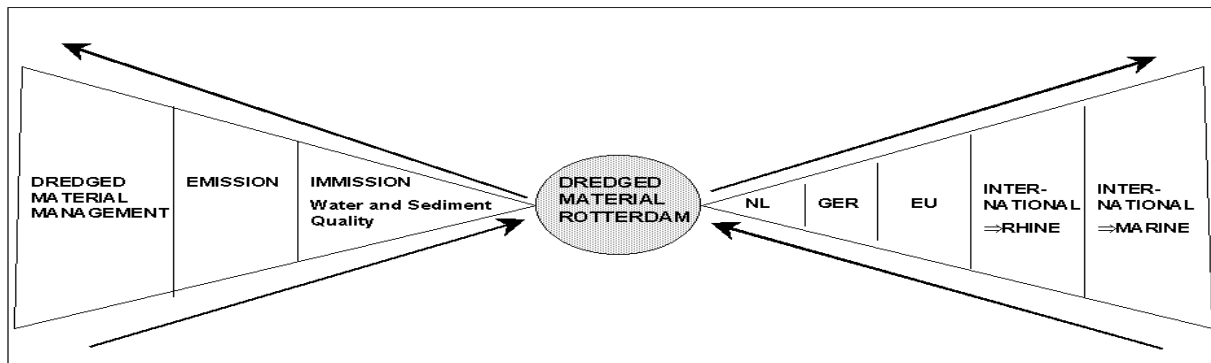 DREDGED
MATERIAL
MANAGEMENT
EMISSION
IMMISSION
Water and Sediment
Quality
DREDGED
MATERIAL
ROTTERDAM
NL
GER
EU
INTER-
NATIONAL
⇒RHINE
INTER-
NATIONAL
⇒MARINE